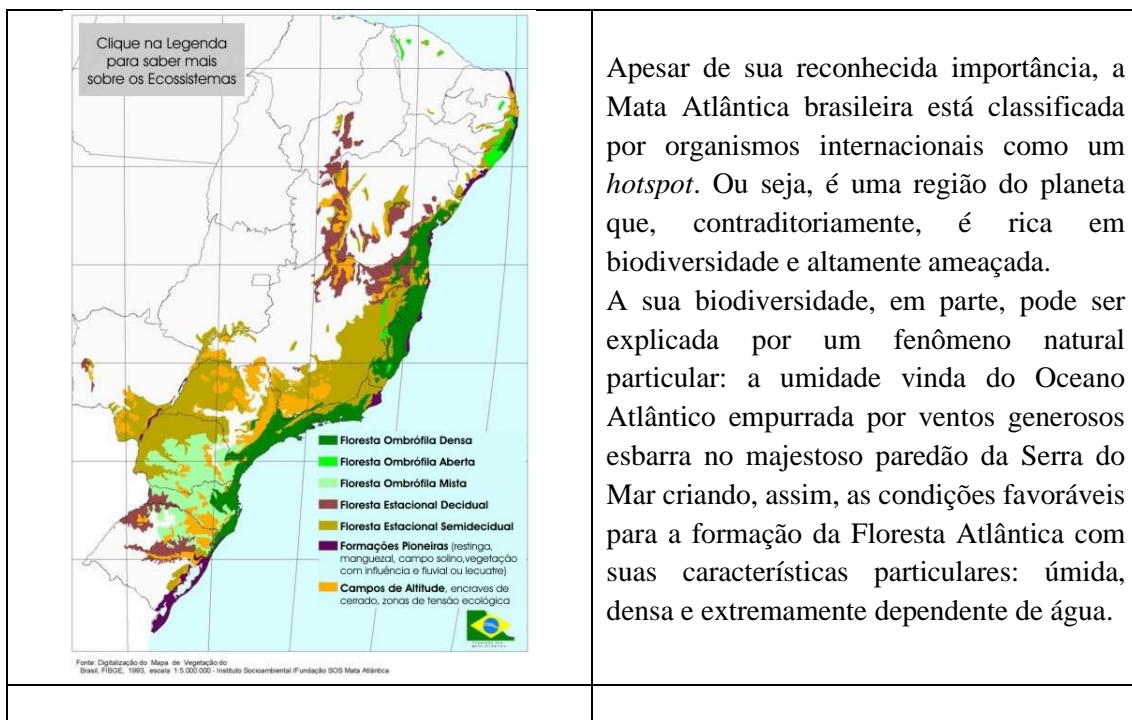 Clique na Legenda
para saber mais
sobre os Ecossistemas
Floresta Ombrófila Densa
Floresta Ombrófila Aberta
Floresta Ombrófila Mista
Floresta Estacional Decidual
Floresta Estacional Semidecidual
Formações Pioneiras (restinga,
manguezal, campo solino,vegetação
com influência e fluvial ou lecuatre)
Campos de Altitude, encraves de
cerrado, zonas de tensão ecológica
Fonte: Digitalização do Mapa de Vegetação do
Brasil, FIBGE, 1993, escala 1:5.000.000 - Instituto Socioambiental /Fundação SOS Mata Atlântica
Apesar de sua reconhecida importância, a
Mata Atlântica brasileira está classificada
por organismos internacionais como um
hotspot. Ou seja, é uma região do planeta
que, contraditoriamente, é rica em
biodiversidade e altamente ameaçada.
A sua biodiversidade, em parte, pode ser
explicada por um fenômeno natural
particular: a umidade vinda do Oceano
Atlântico empurrada por ventos generosos
esbarra no majestoso paredão da Serra do
Mar criando, assim, as condições favoráveis
para a formação da Floresta Atlântica com
suas características particulares: úmida,
densa e extremamente dependente de água.